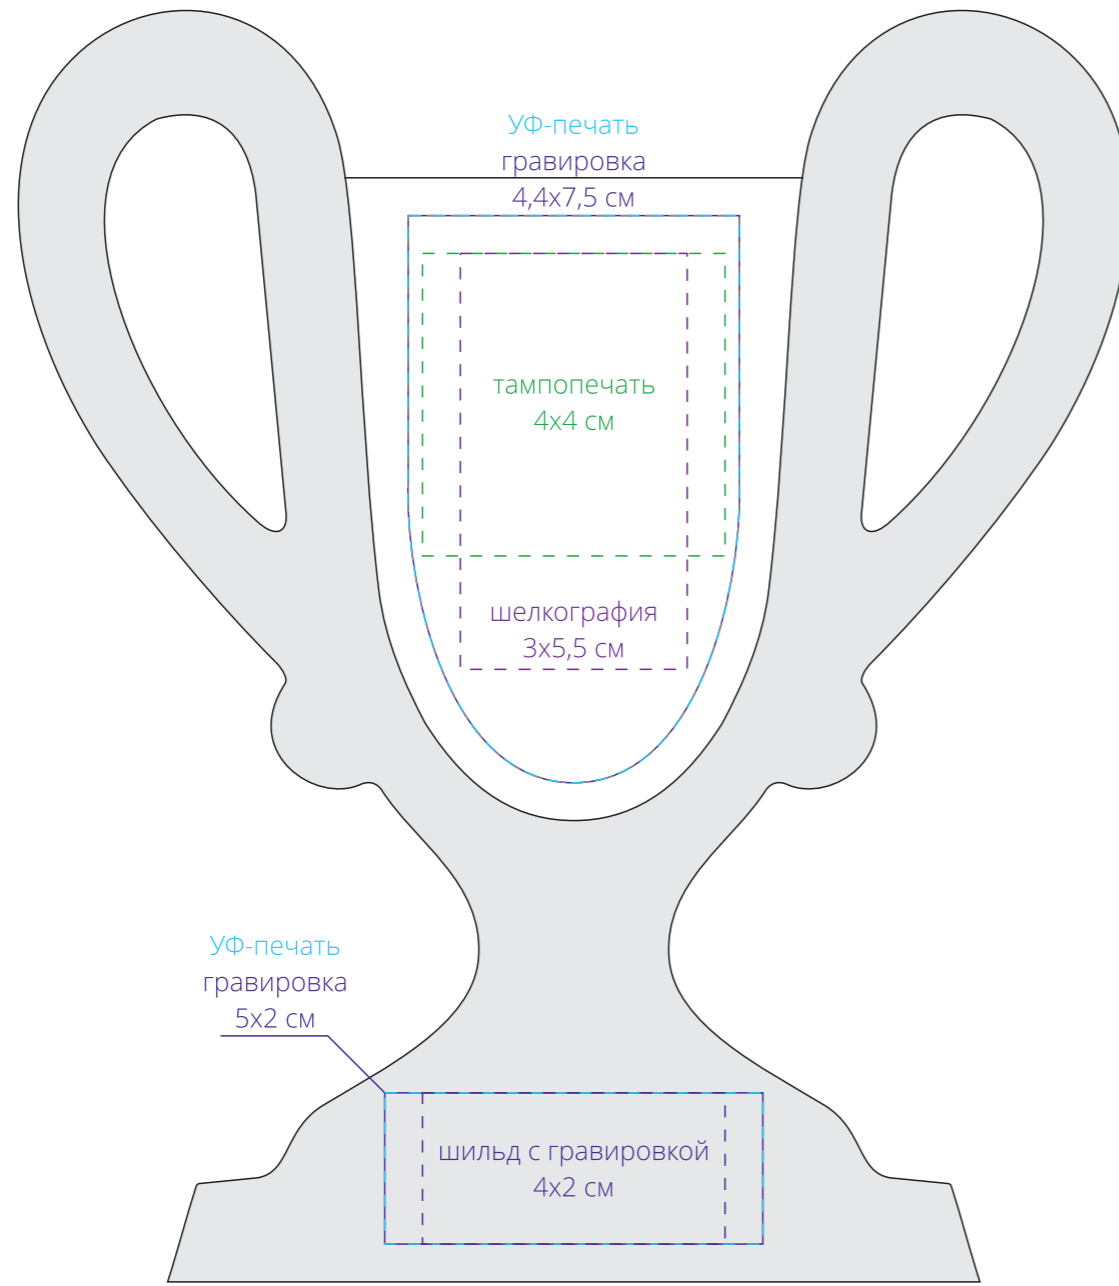 УФ-печать
гравировка
4,4х7,5 см
тампопечать
4х4 см
шелкография
3х5,5 см
УФ-печать
гравировка
5х2 см
шильд с гравировкой
4х2 см